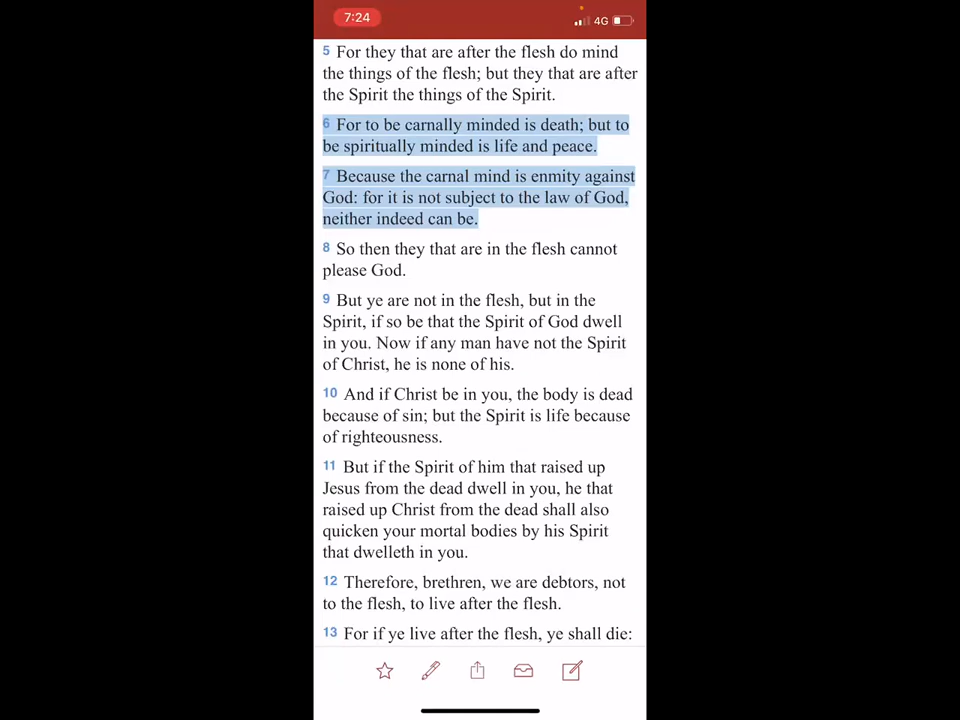 7:24
4G
5 For they that are after the flesh do mind
the things of the flesh; but they that are after
the Spirit the things of the Spirit.
6 For to be carnally minded is death; but to
be spiritually minded is life and peace.
7 Because the carnal mind is enmity against
God: for it is not subject to the law of God,
neither indeed can be.
8 So then they that are in the flesh cannot
please God.
9 But ye are not in the flesh, but in the
Spirit, if so be that the Spirit of God dwell
in you. Now if any man have not the Spirit
of Christ, he is none of his.
10 And if Christ be in you, the body is dead
because of sin; but the Spirit is life because
of righteousness.
11 But if the Spirit of him that raised up
Jesus from the dead dwell in you, he that
raised up Christ from the dead shall also
quicken your mortal bodies by his Spirit
that dwelleth in you.
12 Therefore, brethren, we are debtors, not
to the flesh, to live after the flesh.
13 For if ye live after the flesh, ye shall die: